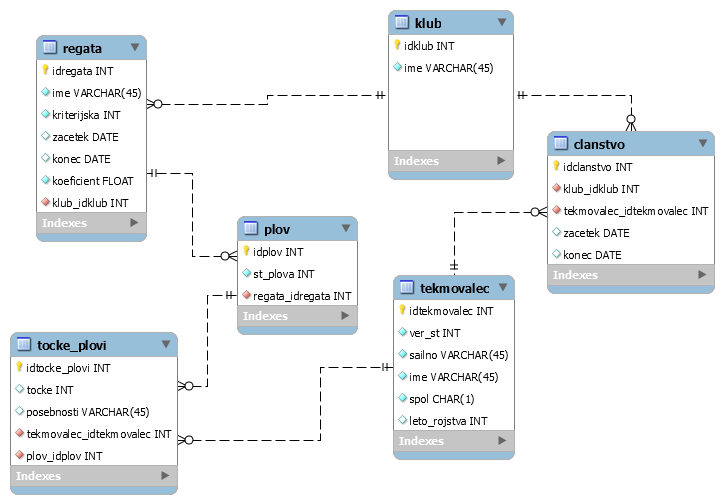 klub
idklub INT
ime VARCHAR(45)
Indexes
regata
idregata INT
ime VARCHAR(45)
kriterijska INT
zacetek DATE
konec DATE
koeficient FLOAT
klub_idklub INT
Indexes
clanstvo
idclanstvo INT
klub_idklub INT
tekmovalec_idtekmovalec INT
zacetek DATE
konec DATE
Indexes
plov
idplov INT
st_plova INT
regata_idregata INT
Indexes
tekmovalec
idtekmovalec INT
ver_st INT
sailno VARCHAR(45)
ime VARCHAR(45)
spol CHAR(1)
leto_rojstva INT
Indexes
tocke_plovi
idtocke_plovi INT
tocke INT
posebnosti VARCHAR(45)
tekmovalec_idtekmovalec INT
plov_idplov INT
Indexes